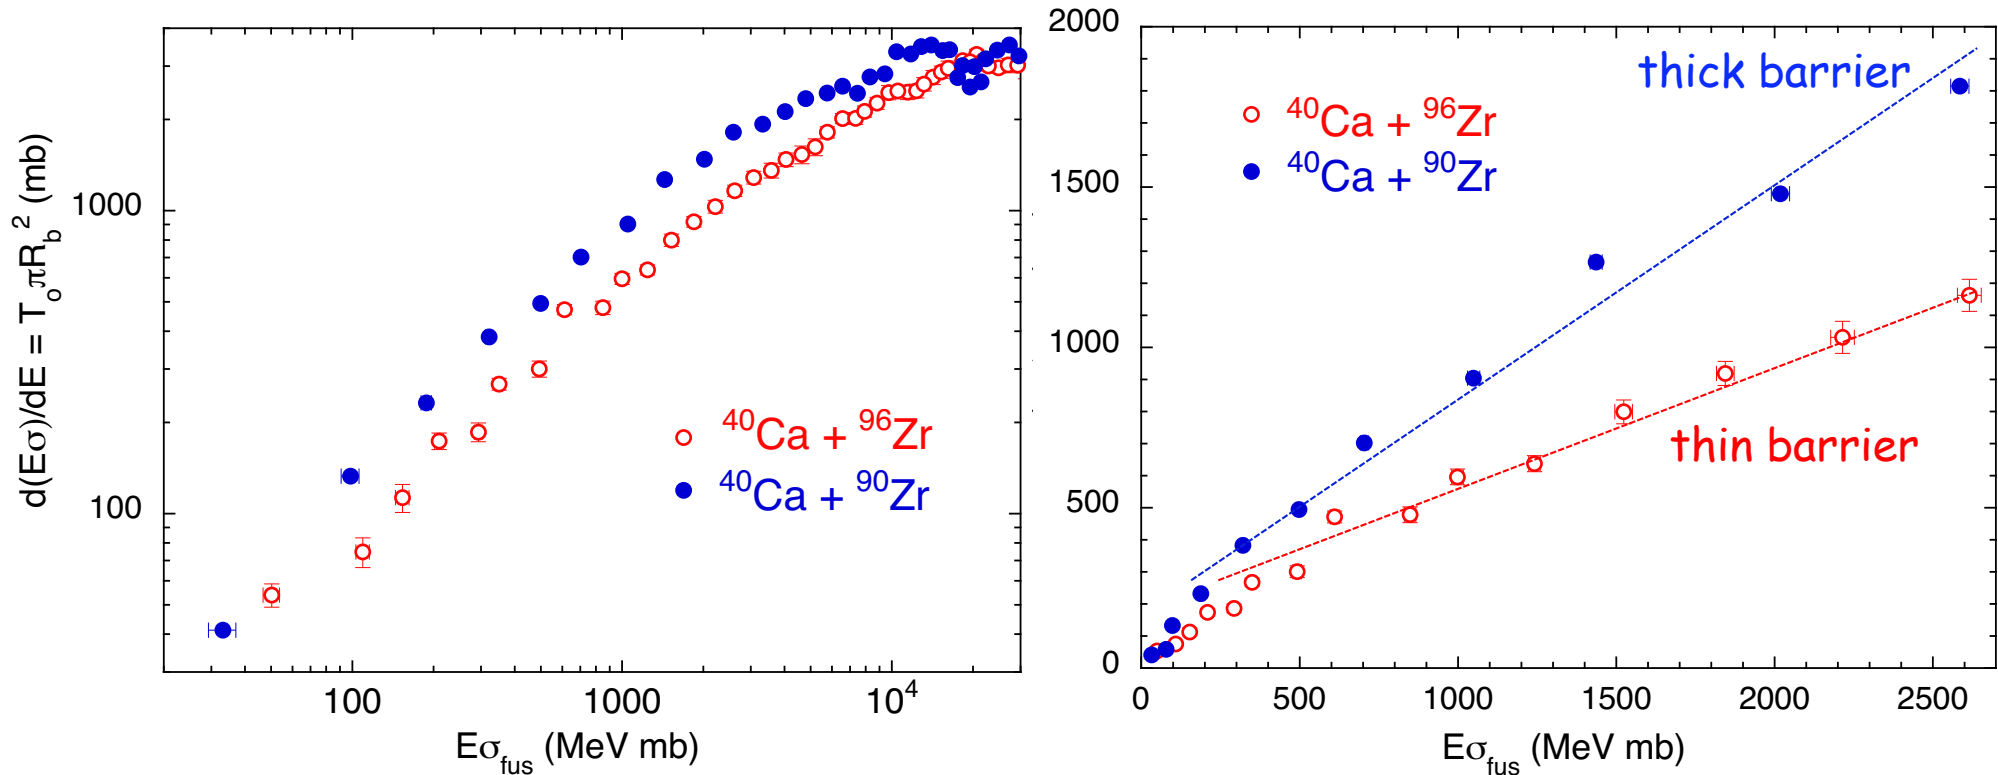 d(Eσ)/dE = T₀πR_b² (mb)
1000
100
⁴⁰Ca + ⁹⁶Zr
⁴⁰Ca + ⁹⁰Zr
100
1000
10⁴
Eσ_fus (MeV mb)
2000
1500
1000
500
0
thick barrier
⁴⁰Ca + ⁹⁶Zr
⁴⁰Ca + ⁹⁰Zr
thin barrier
0
500
1000
1500
2000
2500
Eσ_fus (MeV mb)